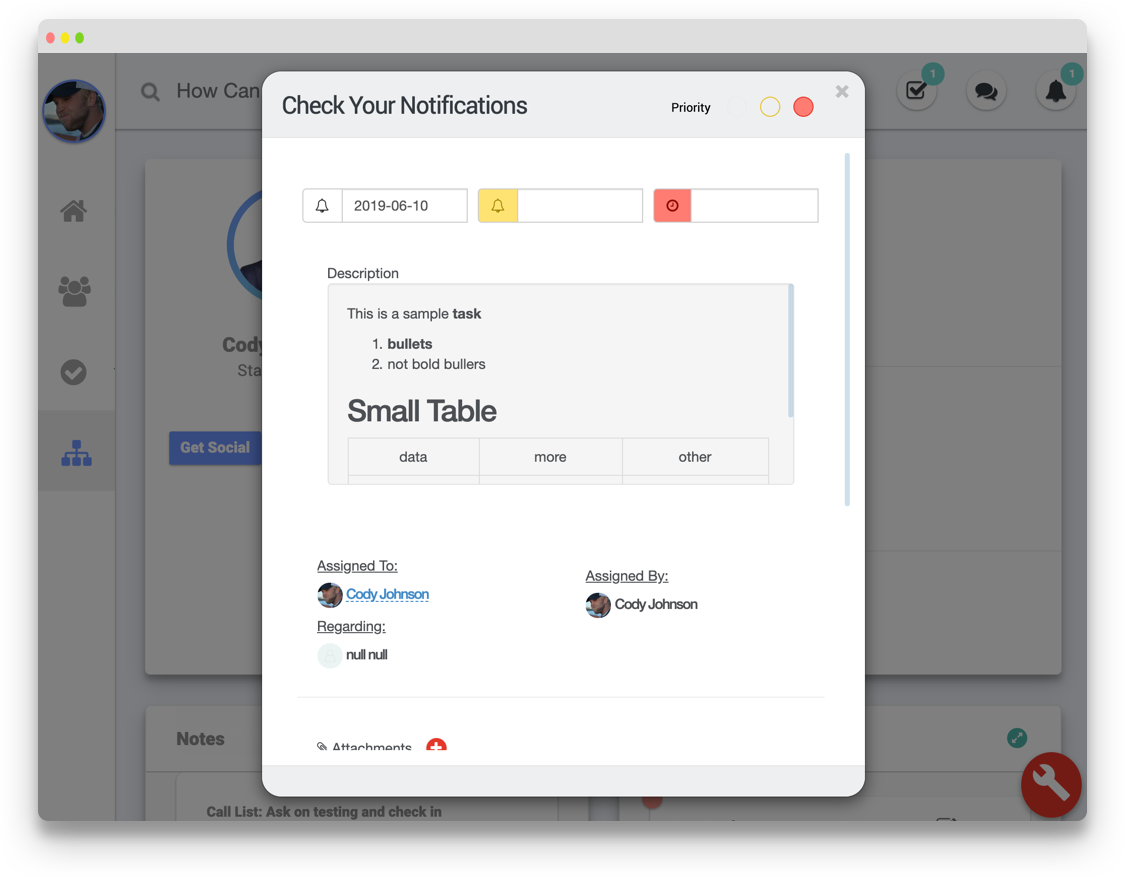 How Can
1
1
Check Your Notifications
Priority
×
2019-06-10
Description
This is a sample task
1. bullets
2. not bold bullers
Small Table
data more other
Cody
Sta
Get Social
Assigned To:
Cody Johnson
Assigned By:
Cody Johnson
Regarding:
null null
Attachments
Notes
Call List: Ask on testing and check in